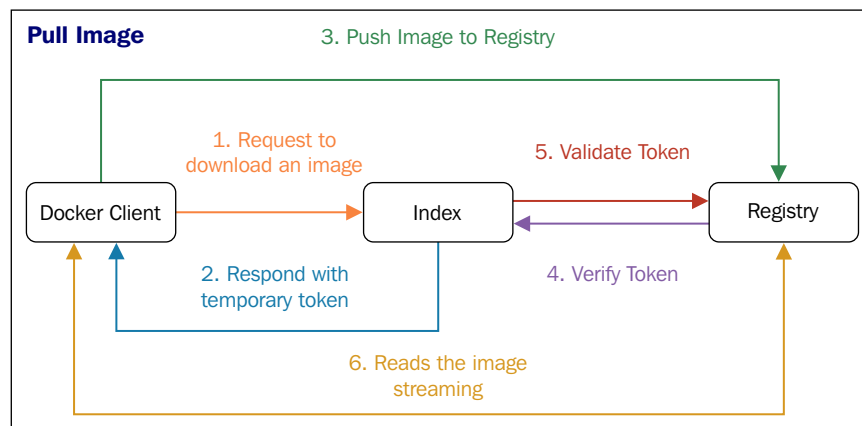 Pull Image
3. Push Image to Registry
1. Request to
download an image
5. Validate Token
Docker Client
Index
Registry
2. Respond with
temporary token
4. Verify Token
6. Reads the image
streaming